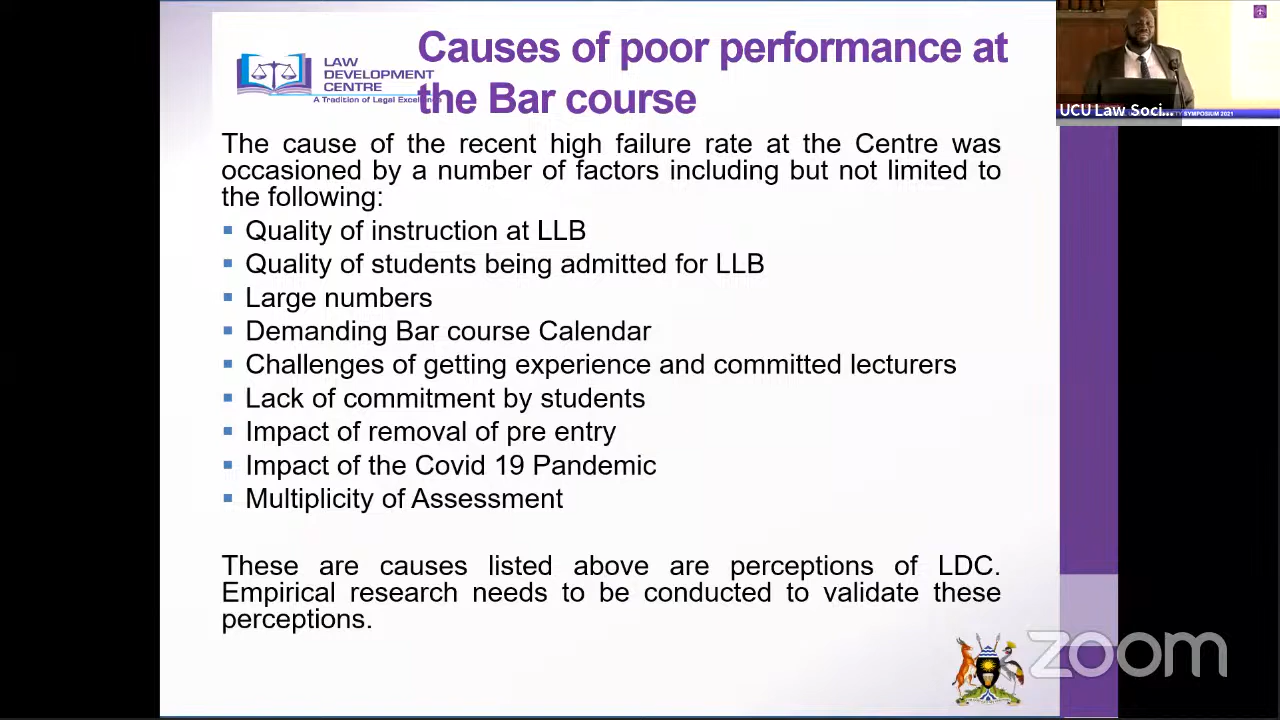 Causes of poor performance at
the Bar course
LAW
DEVELOPMENT
CENTRE
A Tradition of Legal
The cause of the recent high failure rate at the Centre was
occasioned by a number of factors including but not limited to
the following:
Quality of instruction at LLB
Quality of students being admitted for LLB
Large numbers
Demanding Bar course Calendar
Challenges of getting experience and committed lecturers
Lack of commitment by students
Impact of removal of pre entry
Impact of the Covid 19 Pandemic
Multiplicity of Assessment
These are causes listed above are perceptions of LDC.
Empirical research needs to be conducted to validate these
perceptions.
UCU Law Soci...
SYMPOSIUM 2021
zoom